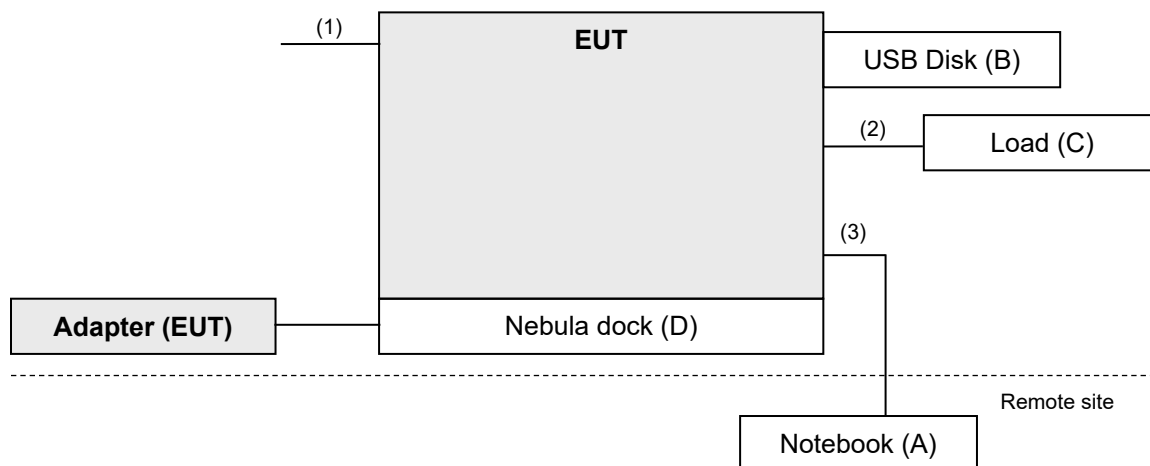 (1)
EUT
USB Disk (B)
(2)
Load (C)
(3)
Adapter (EUT)
Nebula dock (D)
Remote site
Notebook (A)